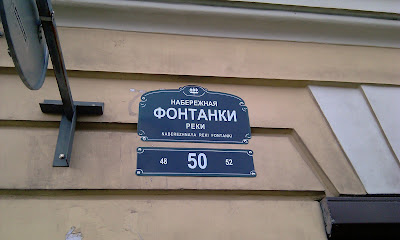 НАБЕРЕЖНАЯ
ФОНТАНКИ
РЕКИ
NABEREZHNAYA REKI FONTANKI
48 50 52